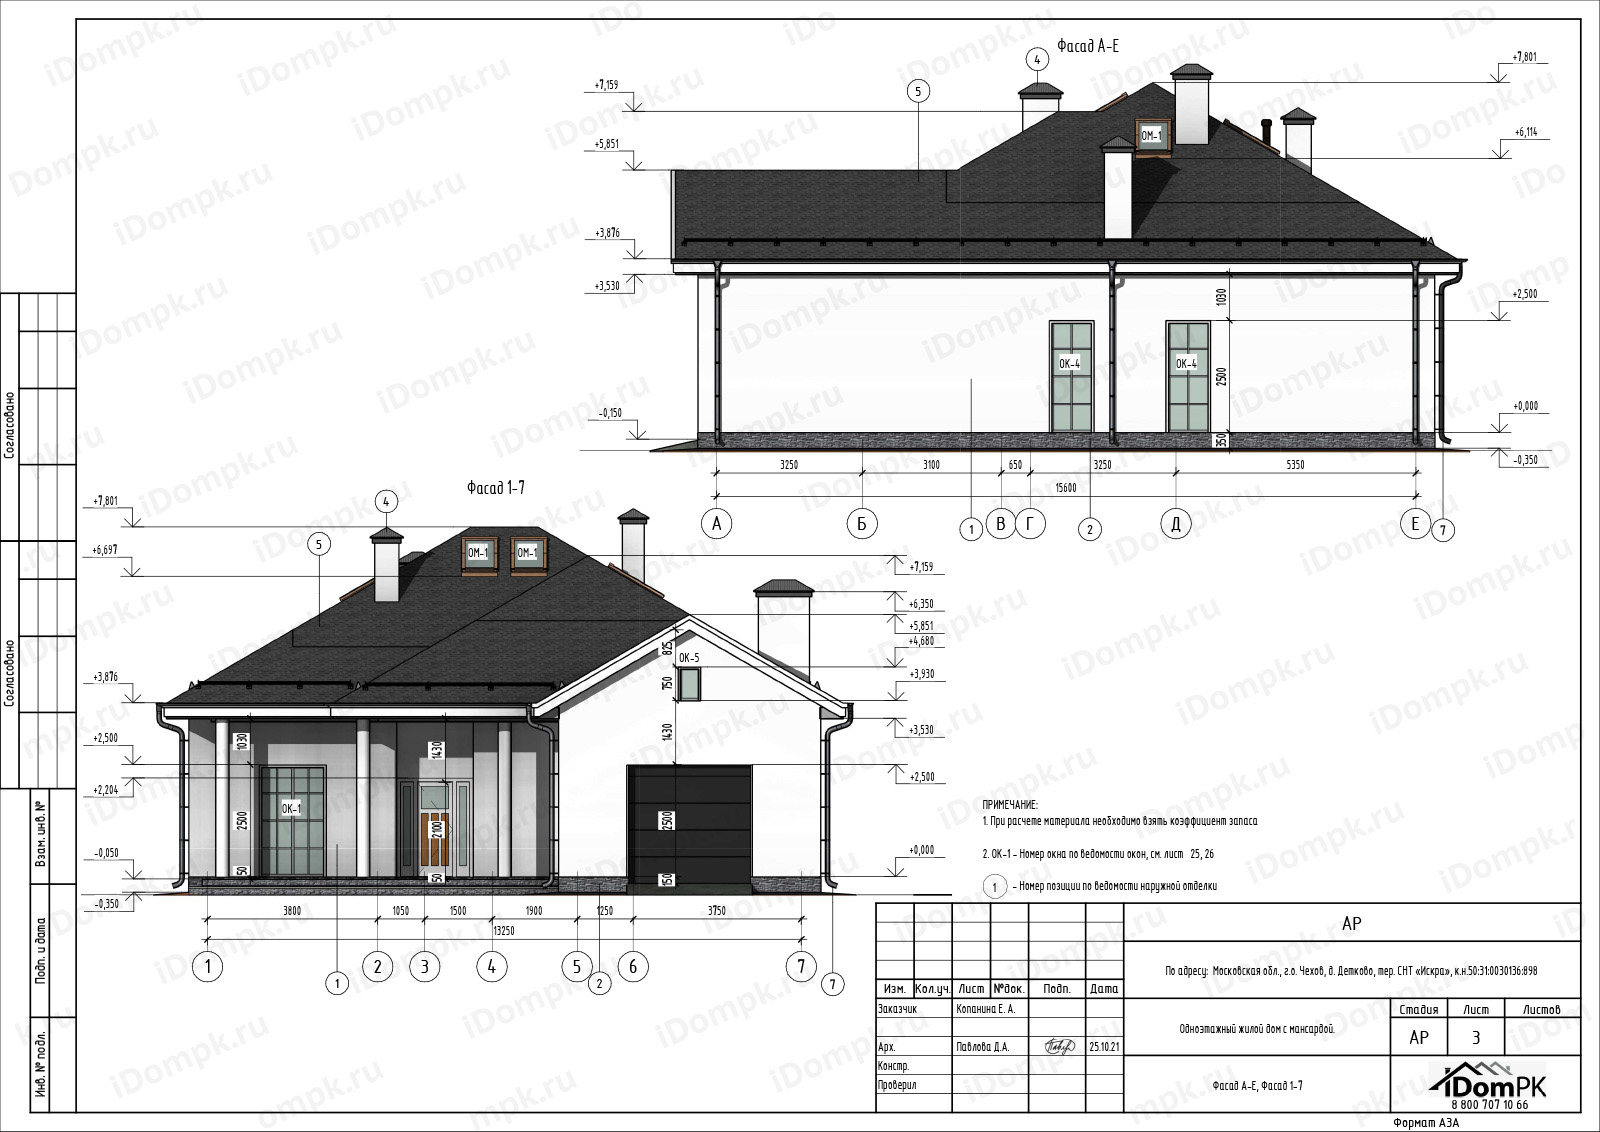 Фасад А-Е
4
5
+7,159
+5,851
+3,876
+3,530
-0,150
+7,801
+6,114
+2,500
+0,000
-0,350
ОМ-1
ОК-4
ОК-4
1030
2500
350
3250
3100
650
3250
5350
15600
А
Б
1
В
Г
2
Д
Е
7
Фасад 1-7
4
5
+7,801
+6,697
+3,876
+2,500
+2,204
-0,050
-0,350
+7,159
+6,350
+5,851
+4,680
+3,930
+3,530
+2,500
+0,000
ОМ-1
ОМ-1
ОК-5
ОК-1
825
750
1430
2500
150
1030
2500
50
1430
2100
50
3800
1050
1500
1900
1250
3750
13250
1
1
2
3
4
5
2
6
7
7
ПРИМЕЧАНИЕ:
1. При расчете материала необходимо взять коэффициент запаса
2. ОК-1 – Номер окна по ведомости окон, см. лист 25, 26
1 – Номер позиции по ведомости наружной отделки
АР
По адресу: Московская обл., г.о. Чехов, д. Детково, тер. СНТ «Искра», к.н.50:31:0030136:898
Изм. Кол.уч. Лист №док. Подп. Дата
Заказчик Копанина Е. А.
Арх. Павлова Д.А. 25.10.21
Констр.
Проверил
Одноэтажный жилой дом с мансардой.
Стадия Лист Листов
АР 3
Фасад А-Е, Фасад 1-7
iDomPK
8 800 707 10 66
Формат А3А
Согласовано
Согласовано
Взам. инв. №
Подп. и дата
Инв. № подл.
iDompk.ru